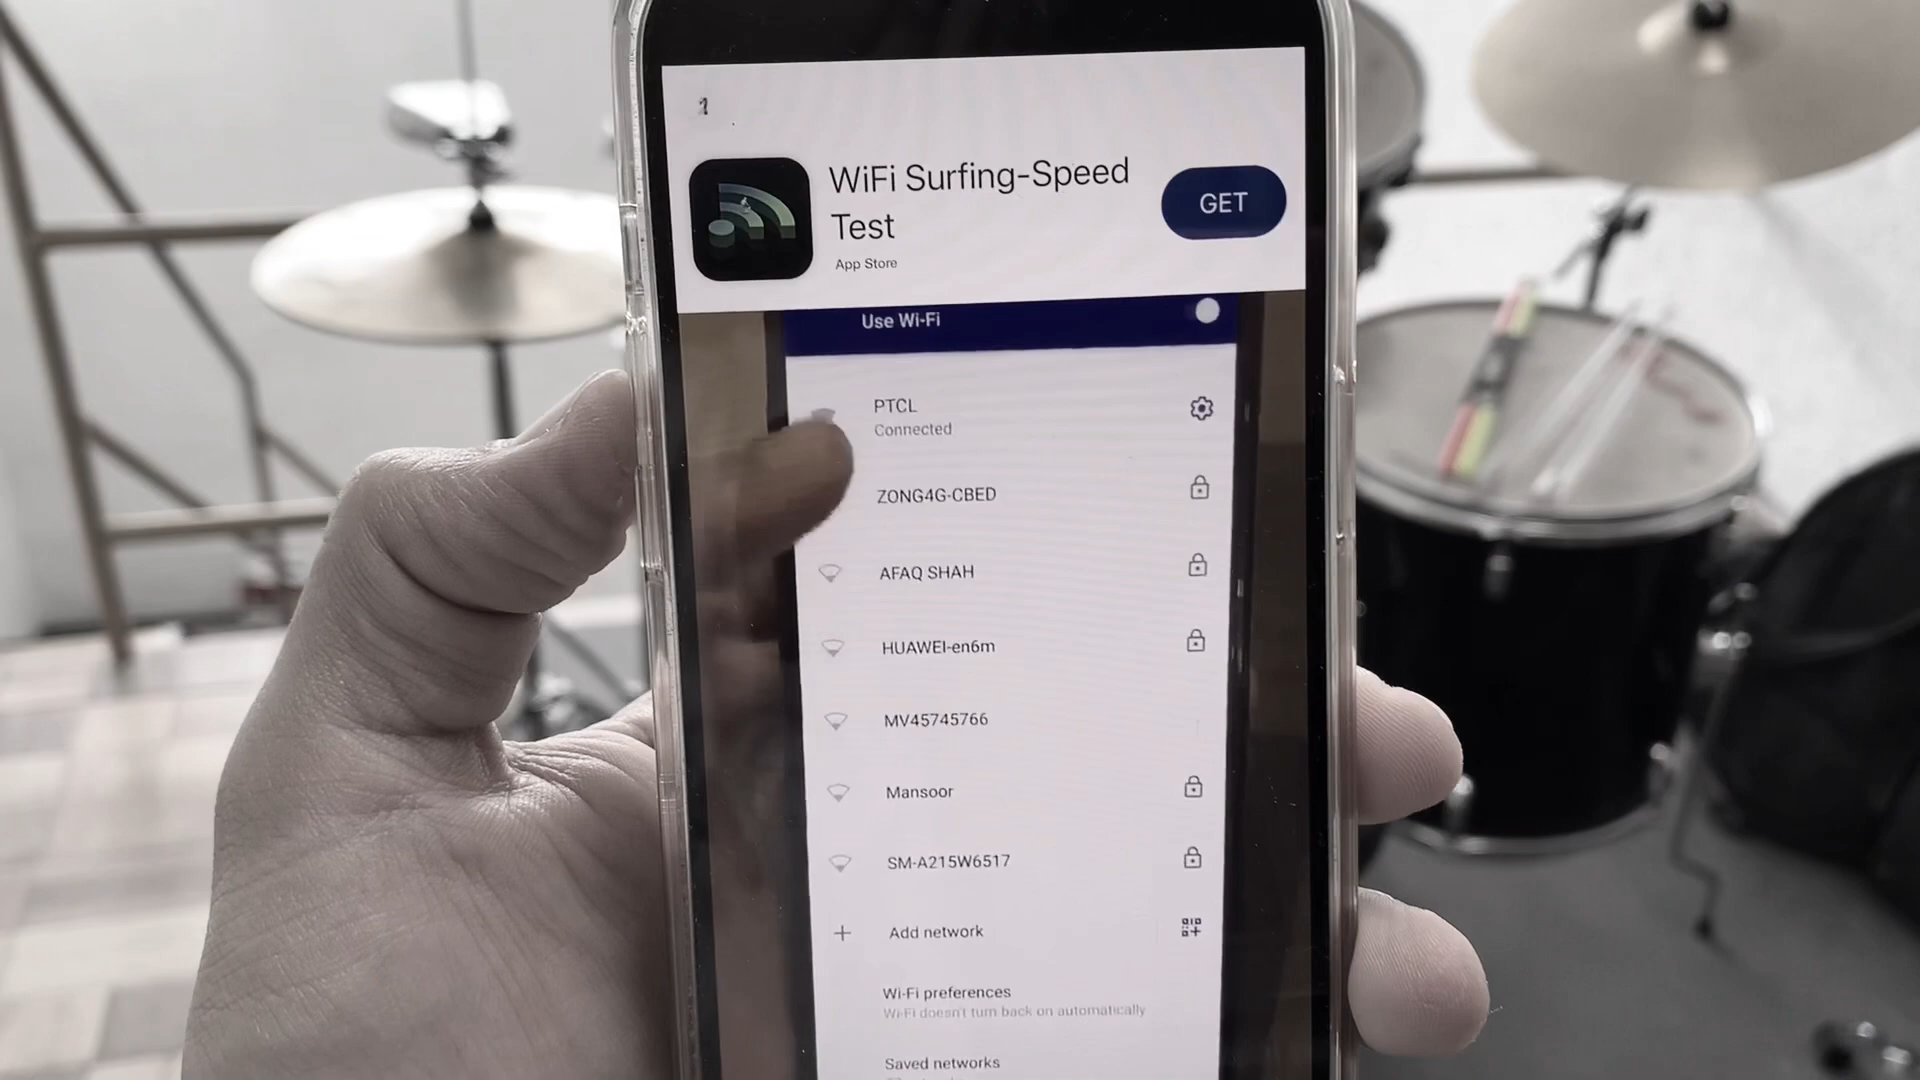 WiFi Surfing-Speed
Test
App Store
GET
Use Wi-Fi
PTCL
Connected
ZONG4G-CBED
AFAQ SHAH
HUAWEI-en6m
MV45745766
Mansoor
SM-A215W6517
Add network
Wi-Fi preferences
Wi-Fi doesn't turn back on automatically
Saved networks